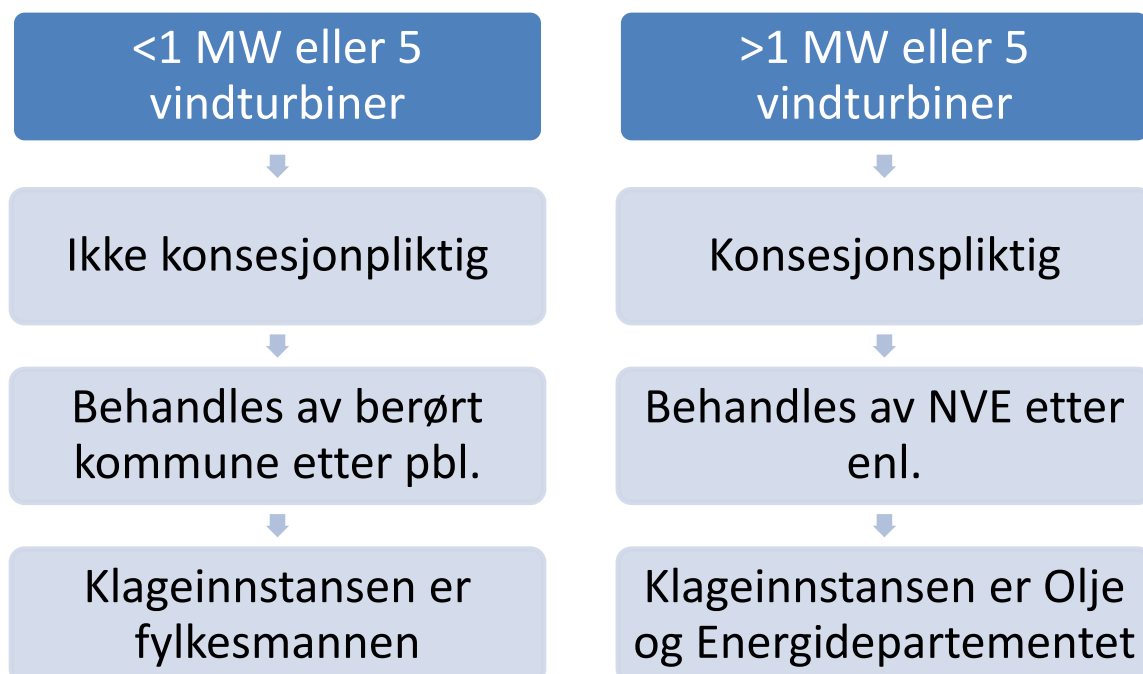 <1 MW eller 5
vindturbiner
Ikke konsesjonpliktig
Behandles av berørt
kommune etter pbl.
Klageinnstansen er
fylkesmannen
>1 MW eller 5
vindturbiner
Konsesjonspliktig
Behandles av NVE etter
enl.
Klageinnstansen er Olje
og Energidepartementet